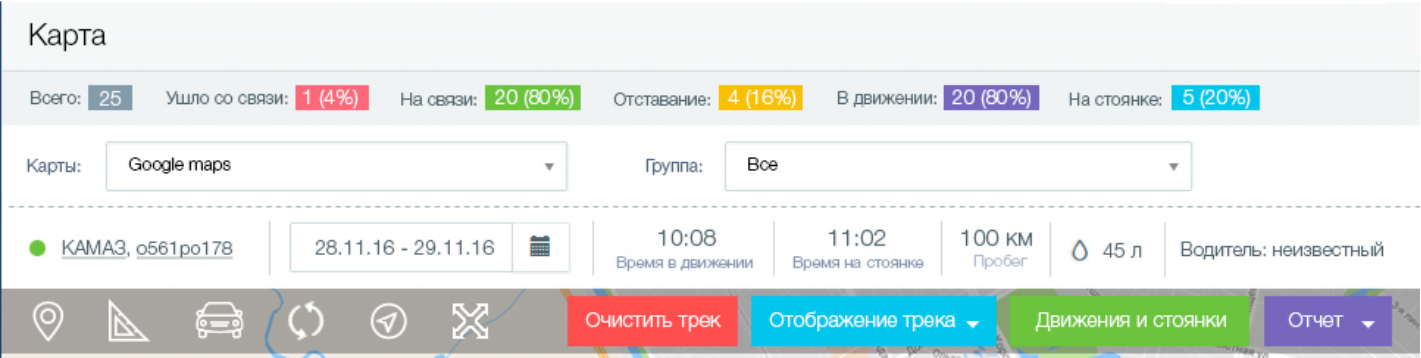 Карта
Всего: 25 Ушло со связи: 1 (4%) На связи: 20 (80%) Отставание: 4 (16%) В движении: 20 (80%) На стоянке: 5 (20%)
Карты: Google maps Группа: Все
КАМАЗ, о561ро178 28.11.16 - 29.11.16 10:08 11:02 100 км 45 л Водитель: неизвестный
Время в движении Время на стоянке Пробег
Очистить трек Отображение трека Движения и стоянки Отчет